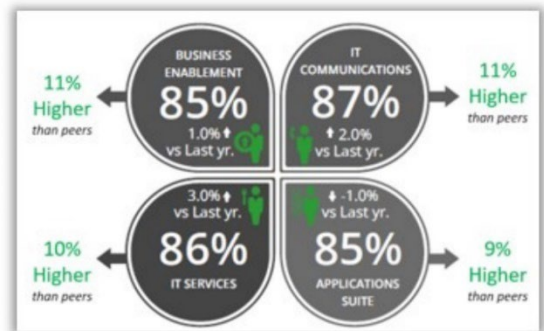 BUSINESS
ENABLEMENT
85%
1.0%
vs Last yr.
11%
Higher
than peers
IT
COMMUNICATIONS
87%
2.0%
vs Last yr.
11%
Higher
than peers
3.0%
vs Last yr.
86%
IT SERVICES
10%
Higher
than peers
-1.0%
vs Last yr.
85%
APPLICATIONS
SUITE
9%
Higher
than peers